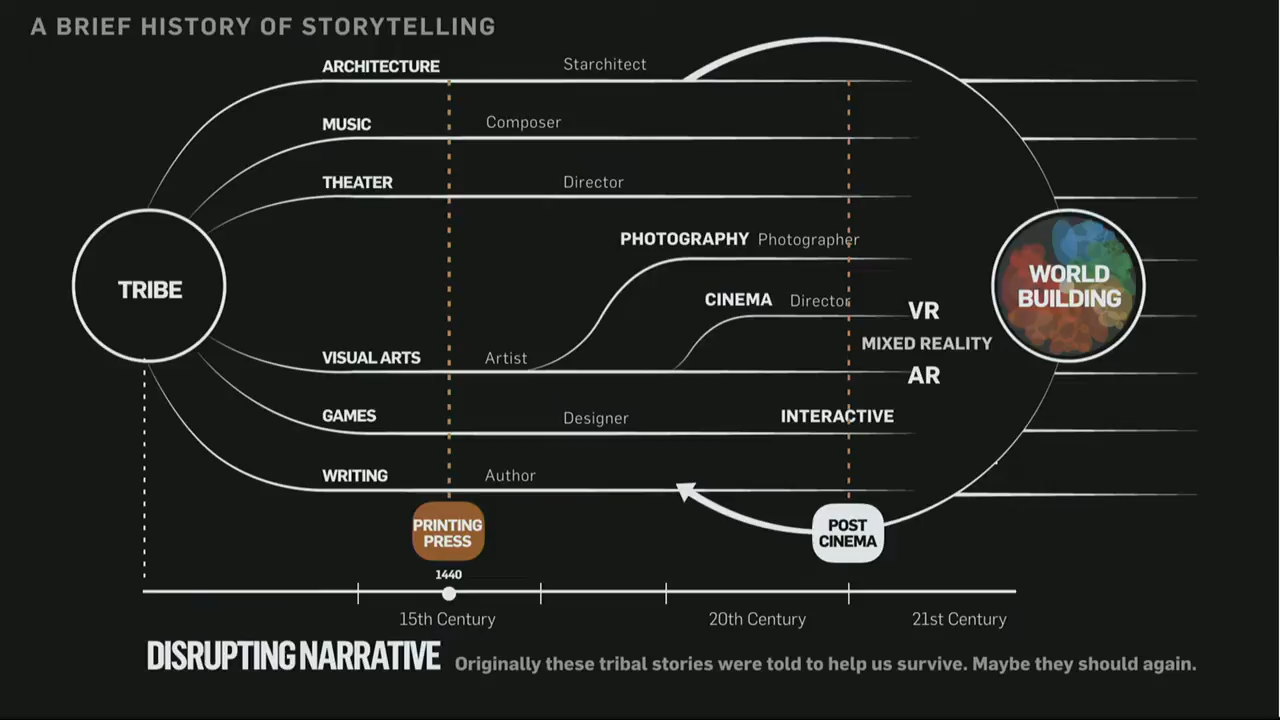 A BRIEF HISTORY OF STORYTELLING
ARCHITECTURE
Starchitect
MUSIC
Composer
THEATER
Director
PHOTOGRAPHY Photographer
TRIBE
WORLD
BUILDING
CINEMA
Director
VR
MIXED REALITY
AR
VISUAL ARTS
Artist
GAMES
Designer
INTERACTIVE
WRITING
Author
PRINTING
PRESS
POST
CINEMA
1440
15th Century
20th Century
21st Century
DISRUPTING NARRATIVE
Originally these tribal stories were told to help us survive. Maybe they should again.